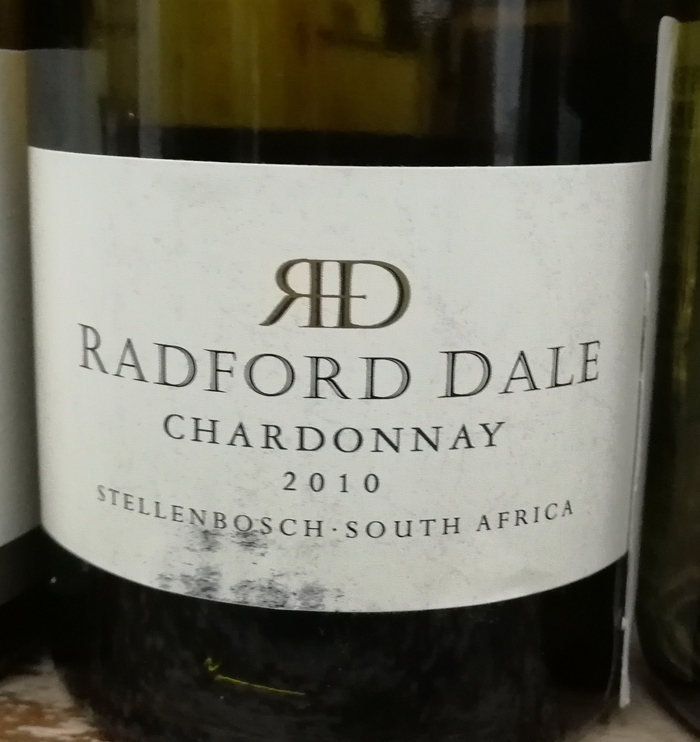 RD
RADFORD DALE
CHARDONNAY
2010
STELLENBOSCH · SOUTH AFRICA